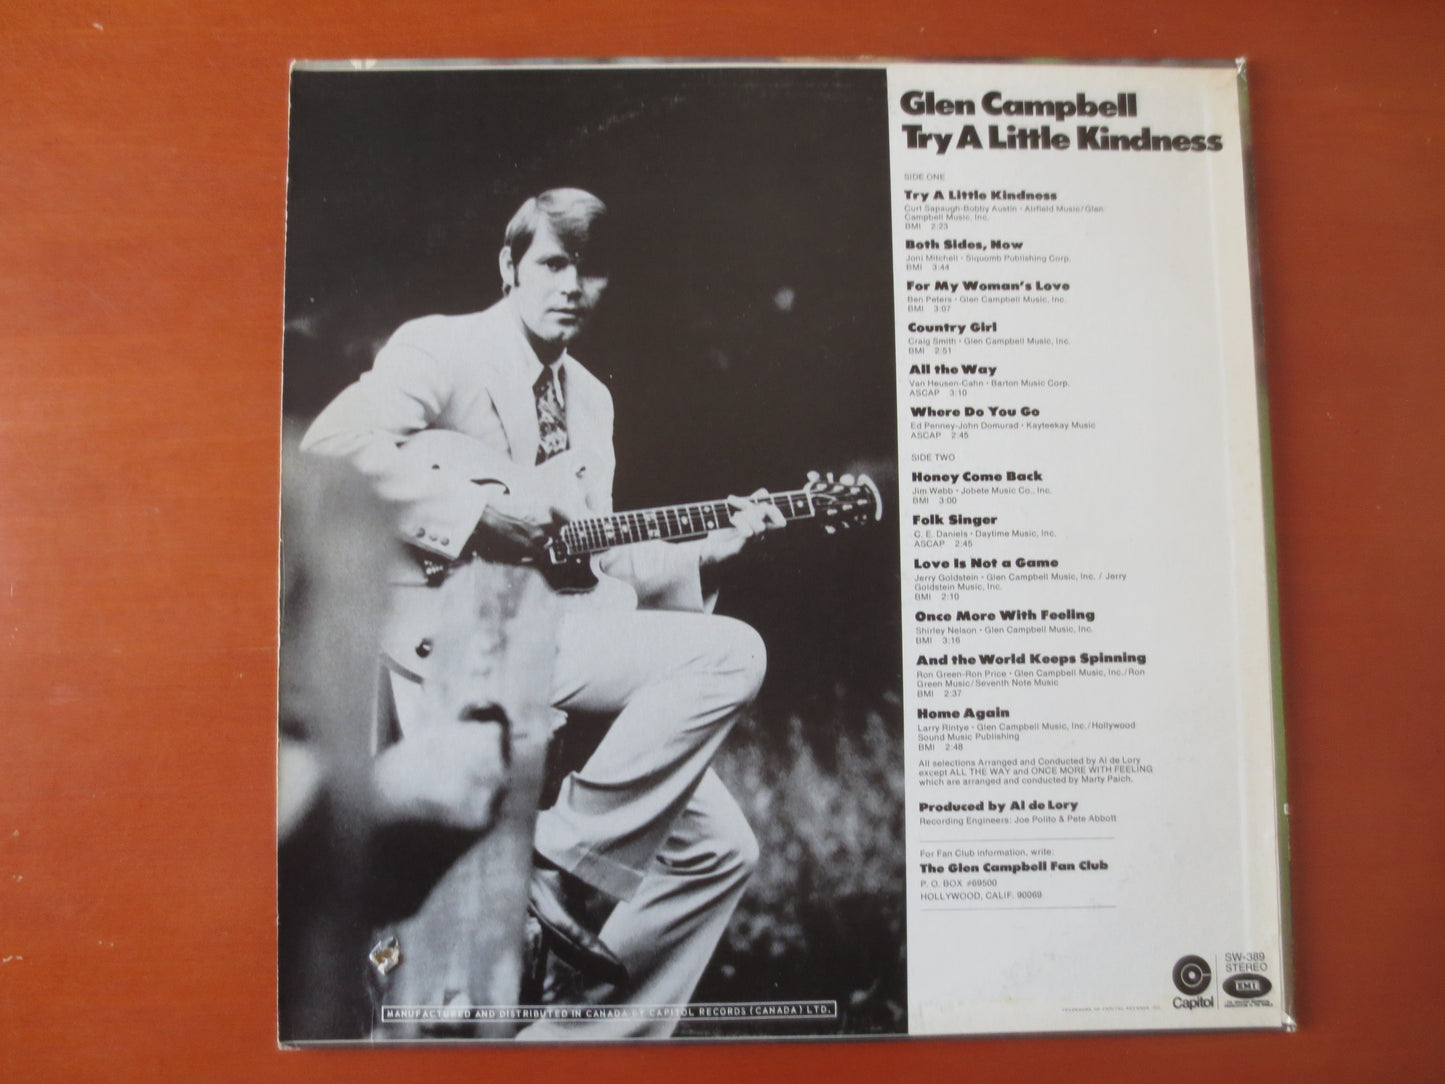 Glen Campbell
Try A Little Kindness
SIDE ONE
Try A Little Kindness
Curt Sapaugh-Bobby Austin • Airfield Music/Glen
Campbell Music, Inc.
BMI 2:23
Both Sides, Now
Joni Mitchell • Siquomb Publishing Corp.
BMI 3:44
For My Woman's Love
Ben Peters • Glen Campbell Music, Inc.
BMI 3:07
Country Girl
Craig Smith • Glen Campbell Music, Inc.
BMI 2:51
All the Way
Van Heusen-Cahn • Barton Music Corp.
ASCAP 3:10
Where Do You Go
Ed Penney-John Domurad • Kayteekay Music
ASCAP 2:45
SIDE TWO
Honey Come Back
Jim Webb • Jobete Music Co., Inc.
BMI 3:00
Folk Singer
C. E. Daniels • Daytime Music, Inc.
ASCAP 2:45
Love Is Not a Game
Jerry Goldstein • Glen Campbell Music, Inc. / Jerry
Goldstein Music, Inc.
BMI 2:10
Once More With Feeling
Shirley Nelson • Glen Campbell Music, Inc.
BMI 3:16
And the World Keeps Spinning
Ron Green-Ron Price • Glen Campbell Music, Inc./Ron
Green Music/Seventh Note Music
BMI 2:37
Home Again
Larry Rintye • Glen Campbell Music, Inc./Hollywood
Sound Music Publishing
BMI 2:48
All selections Arranged and Conducted by Al de Lory
except ALL THE WAY and ONCE MORE WITH FEELING
which are arranged and conducted by Marty Paich.
Produced by Al de Lory
Recording Engineers: Joe Polito & Pete Abbott
For Fan Club information, write:
The Glen Campbell Fan Club
P. O. BOX #69500
HOLLYWOOD, CALIF. 90069
SW-389
STEREO
EMI
Capitol
MANUFACTURED AND DISTRIBUTED IN CANADA BY CAPITOL RECORDS (CANADA) LTD.